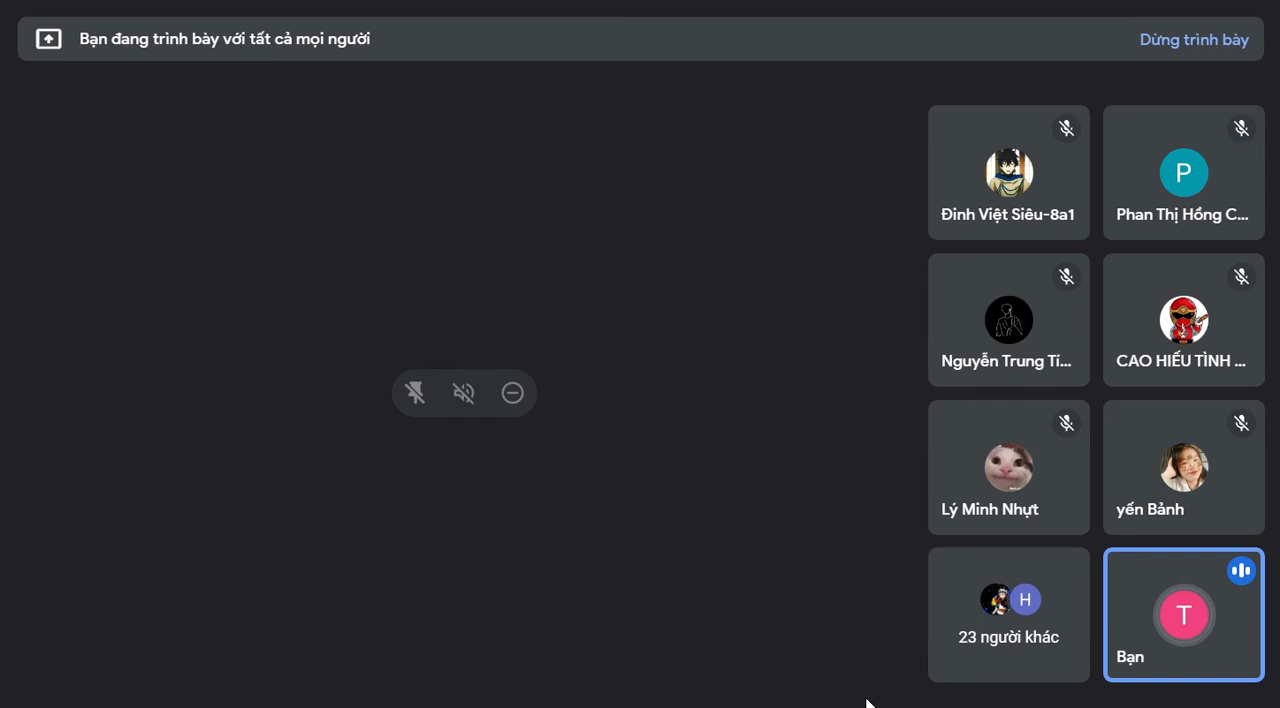 Bạn đang trình bày với tất cả mọi người
Dừng trình bày
Đinh Việt Siêu-8a1
P
Phan Thị Hồng C...
Nguyễn Trung Tí...
CAO HIẾU TÌNH ...
Lý Minh Nhựt
yến Bảnh
H
23 người khác
T
Bạn